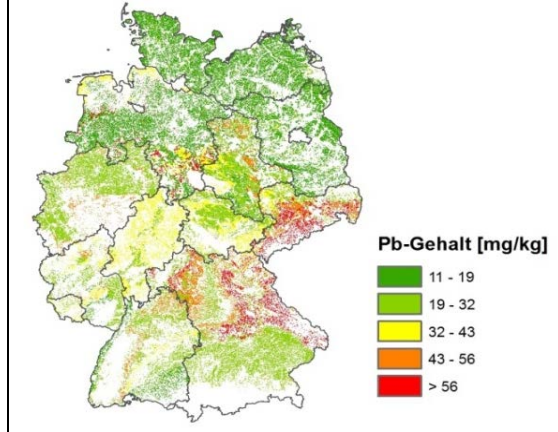 Pb-Gehalt [mg/kg]
11 - 19
19 - 32
32 - 43
43 - 56
> 56